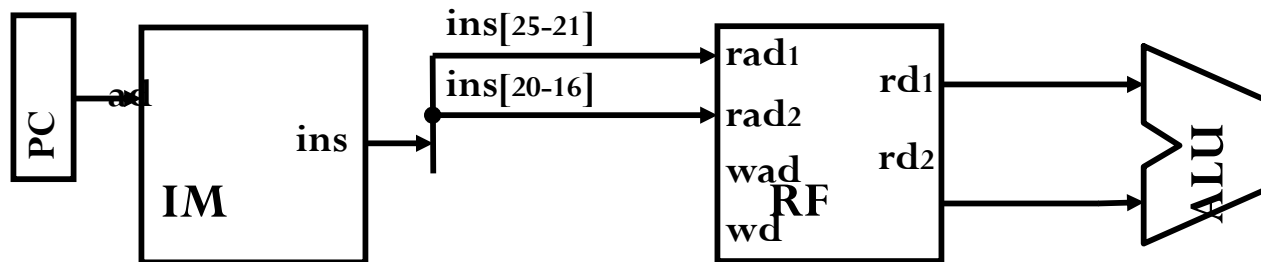 PC
ad
IM
ins
ins[25-21]
ins[20-16]
rad1
rad2
wad
wd
RF
rd1
rd2
ALU